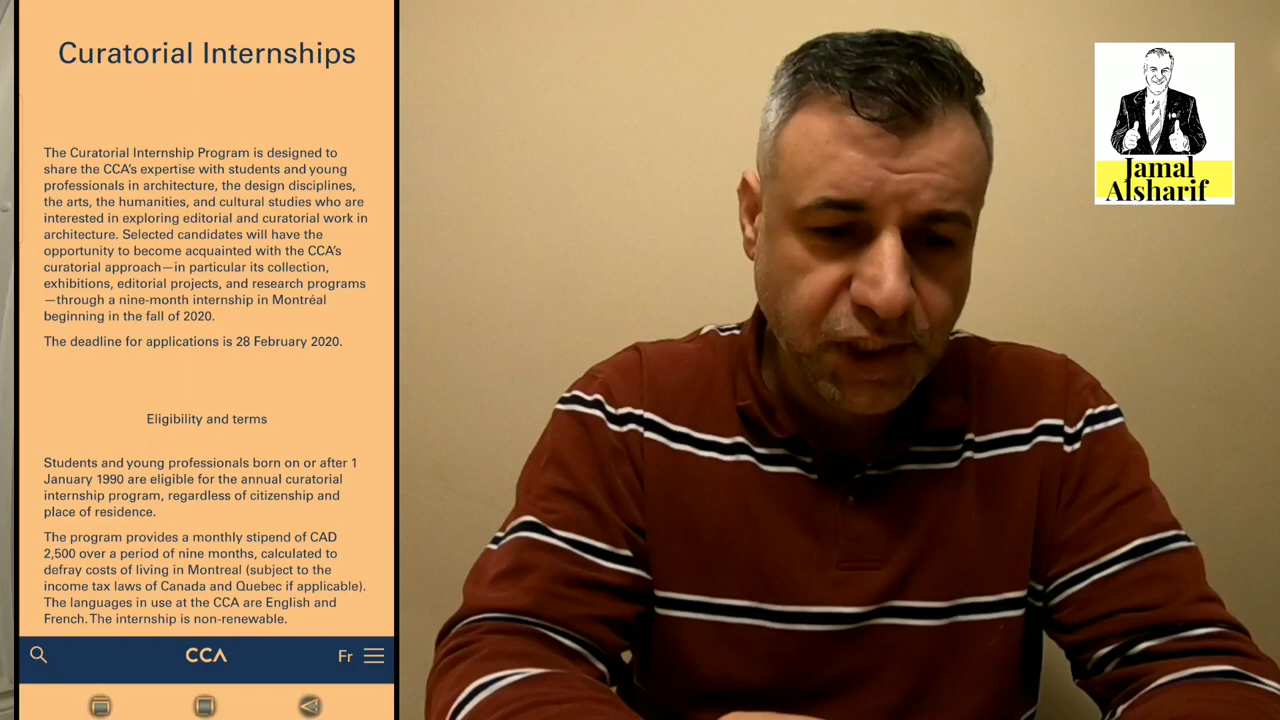 Curatorial Internships
The Curatorial Internship Program is designed to
share the CCA's expertise with students and young
professionals in architecture, the design disciplines,
the arts, the humanities, and cultural studies who are
interested in exploring editorial and curatorial work in
architecture. Selected candidates will have the
opportunity to become acquainted with the CCA's
curatorial approach—in particular its collection,
exhibitions, editorial projects, and research programs
—through a nine-month internship in Montréal
beginning in the fall of 2020.
The deadline for applications is 28 February 2020.
Eligibility and terms
Students and young professionals born on or after 1
January 1990 are eligible for the annual curatorial
internship program, regardless of citizenship and
place of residence.
The program provides a monthly stipend of CAD
2,500 over a period of nine months, calculated to
defray costs of living in Montreal (subject to the
income tax laws of Canada and Quebec if applicable).
The languages in use at the CCA are English and
French. The internship is non-renewable.
CCA
Fr
Jamal
Alsharif